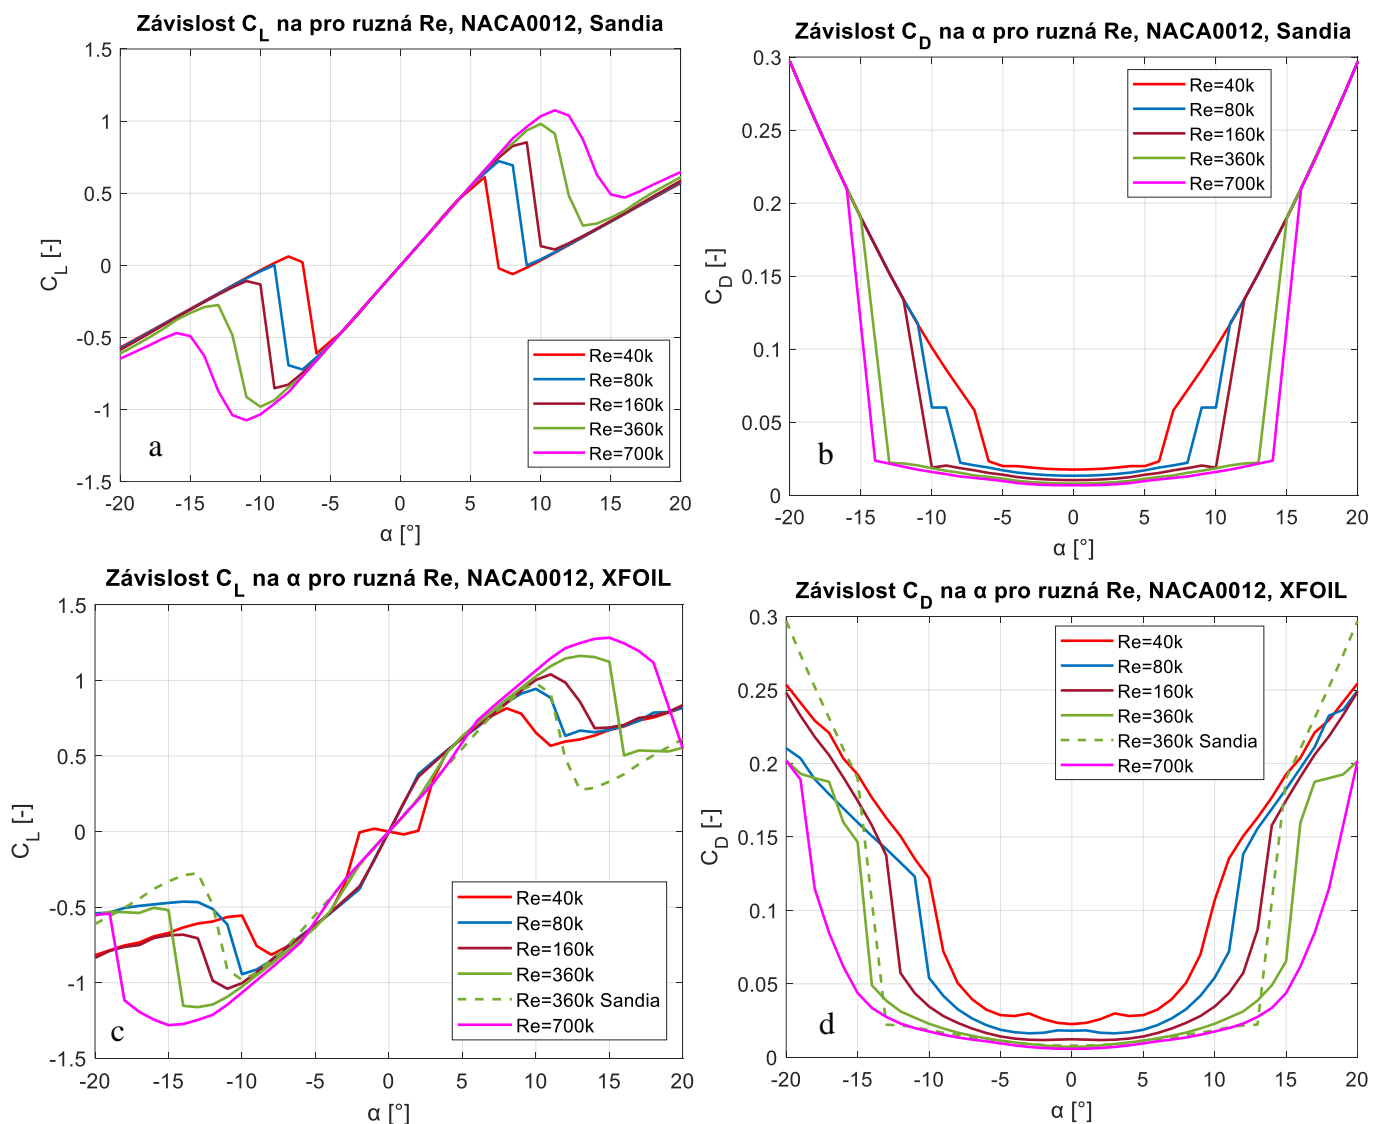 Závislost C_L na pro ruzná Re, NACA0012, Sandia
C_L [-]
1.5
1
0.5
0
-0.5
-1
-1.5
-20 -15 -10 -5 0 5 10 15 20
α [°]
Re=40k
Re=80k
Re=160k
Re=360k
Re=700k
a
Závislost C_D na α pro ruzná Re, NACA0012, Sandia
C_D [-]
0.3
0.25
0.2
0.15
0.1
0.05
0
-20 -15 -10 -5 0 5 10 15 20
α [°]
Re=40k
Re=80k
Re=160k
Re=360k
Re=700k
b
Závislost C_L na α pro ruzná Re, NACA0012, XFOIL
C_L [-]
1.5
1
0.5
0
-0.5
-1
-1.5
-20 -15 -10 -5 0 5 10 15 20
α [°]
Re=40k
Re=80k
Re=160k
Re=360k
Re=360k Sandia
Re=700k
c
Závislost C_D na α pro ruzná Re, NACA0012, XFOIL
C_D [-]
0.3
0.25
0.2
0.15
0.1
0.05
0
-20 -15 -10 -5 0 5 10 15 20
α [°]
Re=40k
Re=80k
Re=160k
Re=360k
Re=360k Sandia
Re=700k
d